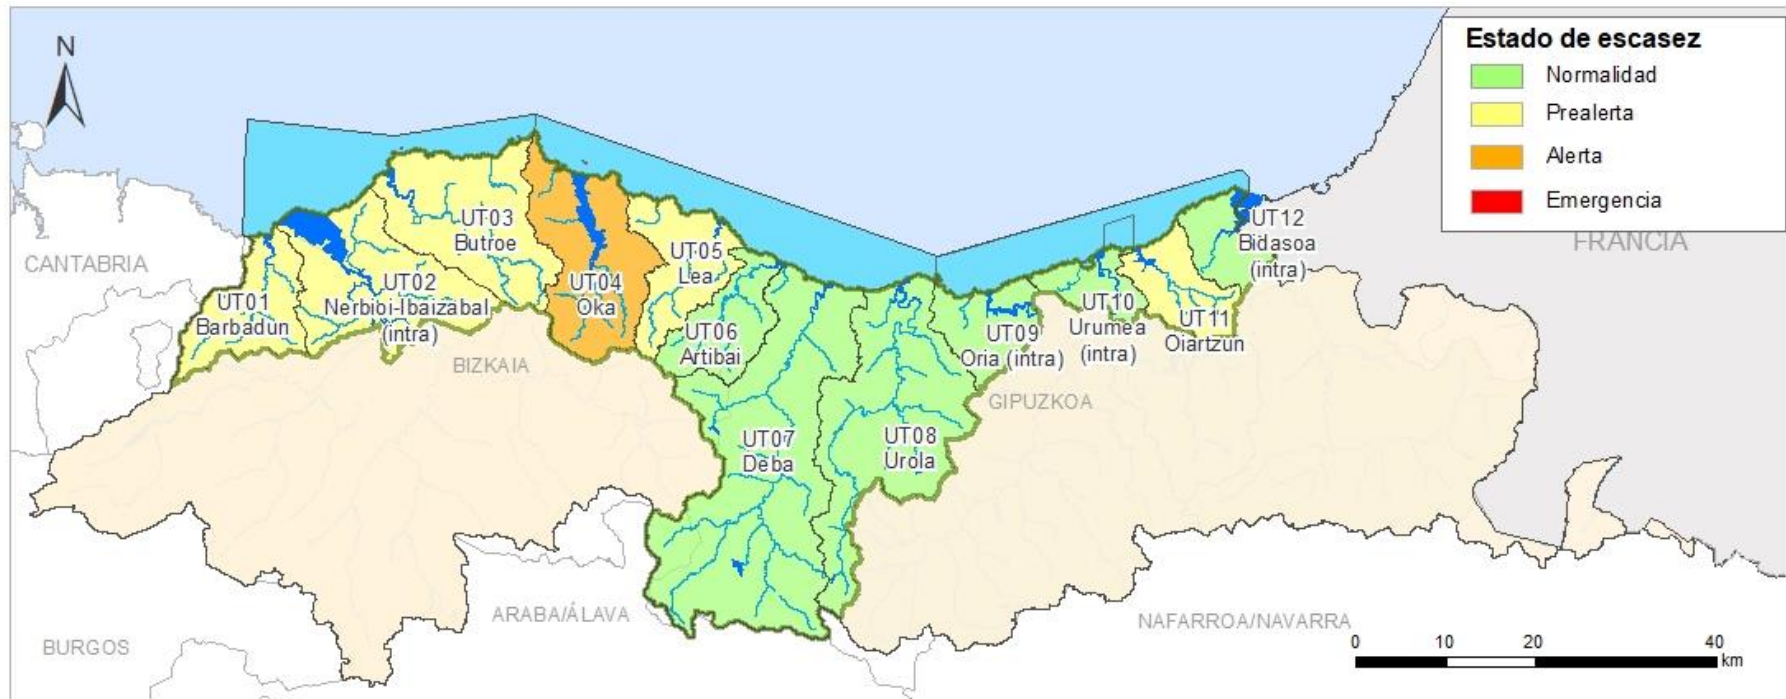 N
Estado de escasez
Normalidad
Prealerta
Alerta
Emergencia
FRANCIA
CANTABRIA
UT01
Barbadun
UT02
Nerbioi-Ibaizabal
(intra)
UT03
Butroe
UT04
Oka
UT05
Lea
UT06
Artibai
UT07
Deba
UT08
Urola
UT09
Oria (intra)
UT10
Urumea
(intra)
UT11
Oiartzun
UT12
Bidasoa
(intra)
BIZKAIA
GIPUZKOA
ARABA/ÁLAVA
NAFARROA/NAVARRA
BURGOS
0 10 20 40
km